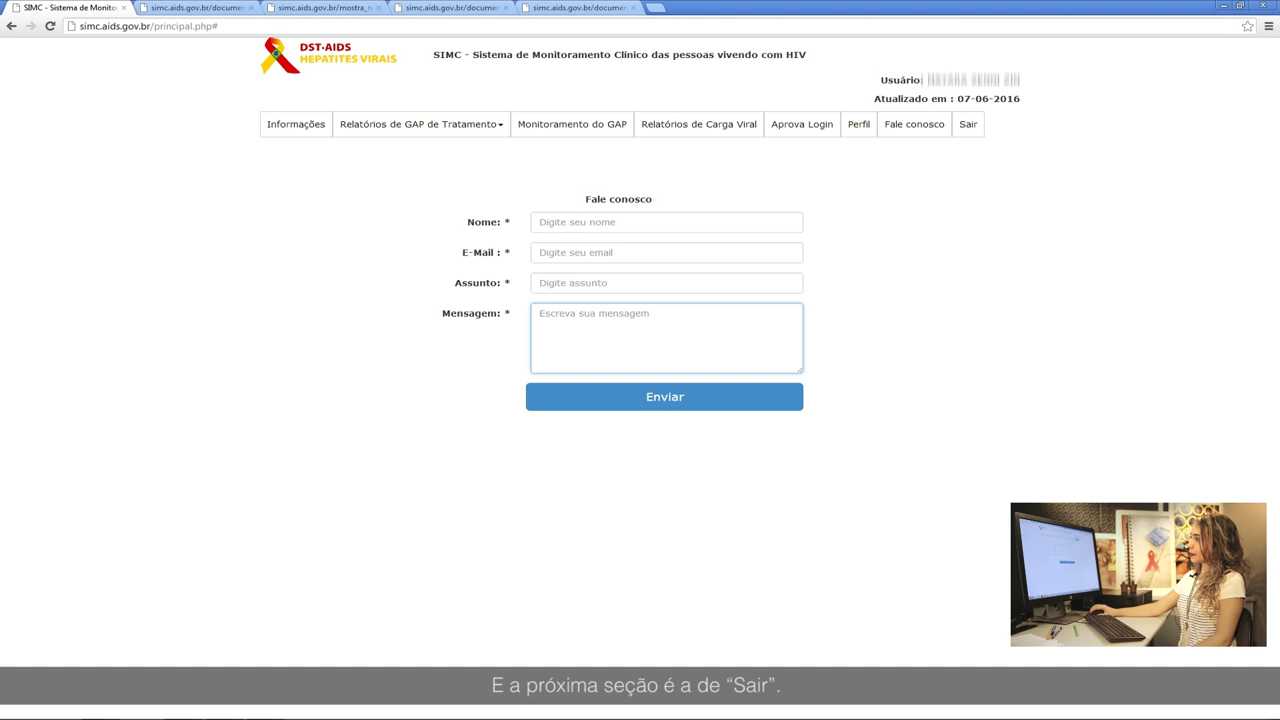 SIMC - Sistema de Monitor
simc.aids.gov.br/documen
simc.aids.gov.br/mostra_r
simc.aids.gov.br/documen
simc.aids.gov.br/documen
simc.aids.gov.br/principal.php#
DST-AIDS
HEPATITES VIRAIS
SIMC - Sistema de Monitoramento Clínico das pessoas vivendo com HIV
Usuário:
Atualizado em : 07-06-2016
Informações Relatórios de GAP de Tratamento Monitoramento do GAP Relatórios de Carga Viral Aprova Login Perfil Fale conosco Sair
Fale conosco
Nome: * Digite seu nome
E-Mail : * Digite seu email
Assunto: * Digite assunto
Mensagem: * Escreva sua mensagem
Enviar
E a próxima seção é a de “Sair”.